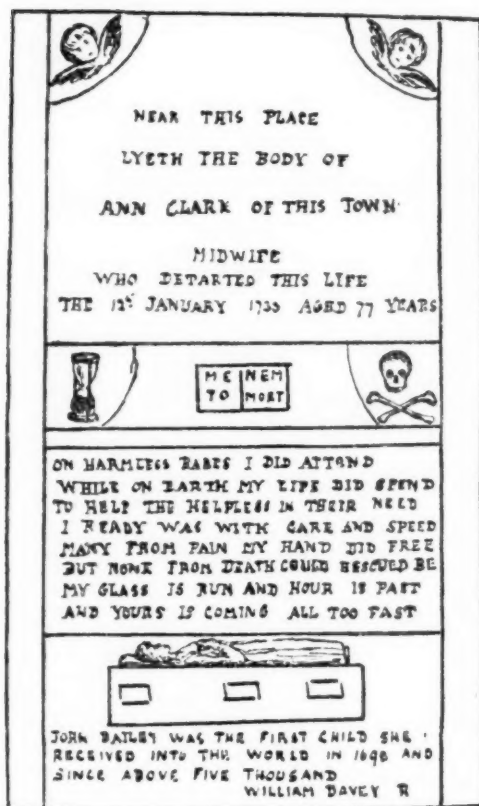 NEAR THIS PLACE
LYETH THE BODY OF
ANN CLARK OF THIS TOWN
MIDWIFE
WHO DEPARTED THIS LIFE
THE 12th JANUARY 1733 AGED 77 YEARS
ME NEM
TO MORI
ON HARMLESS BABES I DID ATTEND
WHILE ON EARTH MY LIFE DID SPEND
TO HELP THE HELPLESS IN THEIR NEED
I READY WAS WITH CARE AND SPEED
MANY FROM PAIN MY HAND DID FREE
BUT NONE FROM DEATH COULD RESCUED BE
MY GLASS IS RUN AND HOUR IS PAST
AND YOURS IS COMING ALL TOO FAST
JOHN BAILEY WAS THE FIRST CHILD SHE
RECEIVED INTO THE WORLD IN 1698 AND
SINCE ABOVE FIVE THOUSAND
WILLIAM DAVEY R